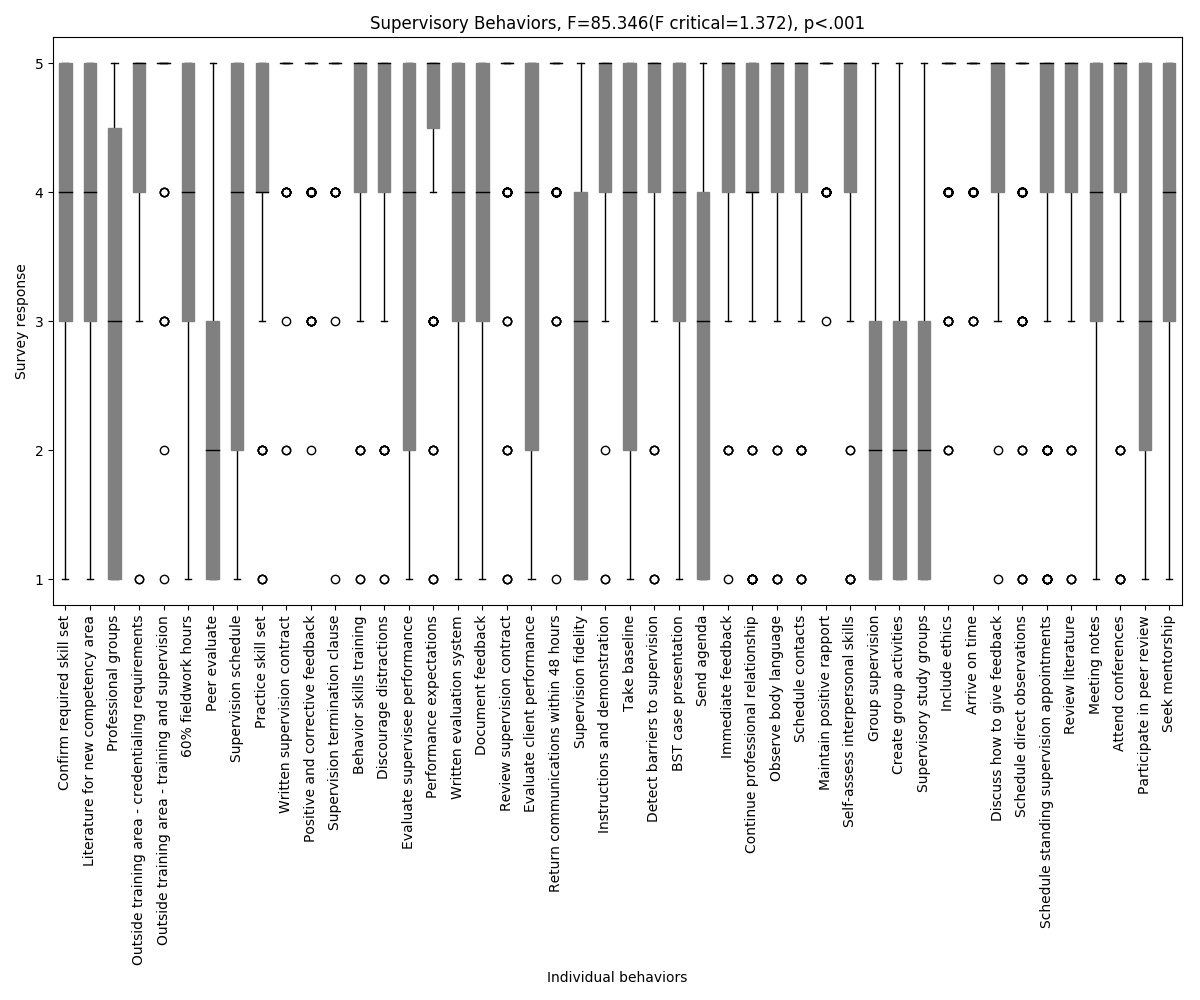 Supervisory Behaviors, F=85.346(F critical=1.372), p<.001
5
4
3
2
1
Survey response
Confirm required skill set
Literature for new competency area
Professional groups
Outside training area - credentialing requirements
Outside training area - training and supervision
60% fieldwork hours
Peer evaluate
Supervision schedule
Practice skill set
Written supervision contract
Positive and corrective feedback
Supervision termination clause
Behavior skills training
Discourage distractions
Evaluate supervisee performance
Performance expectations
Written evaluation system
Document feedback
Review supervision contract
Evaluate client performance
Return communications within 48 hours
Supervision fidelity
Instructions and demonstration
Take baseline
Detect barriers to supervision
BST case presentation
Send agenda
Immediate feedback
Continue professional relationship
Observe body language
Schedule contacts
Maintain positive rapport
Self-assess interpersonal skills
Group supervision
Create group activities
Supervisory study groups
Include ethics
Arrive on time
Discuss how to give feedback
Schedule direct observations
Schedule standing supervision appointments
Review literature
Meeting notes
Attend conferences
Participate in peer review
Seek mentorship
Individual behaviors